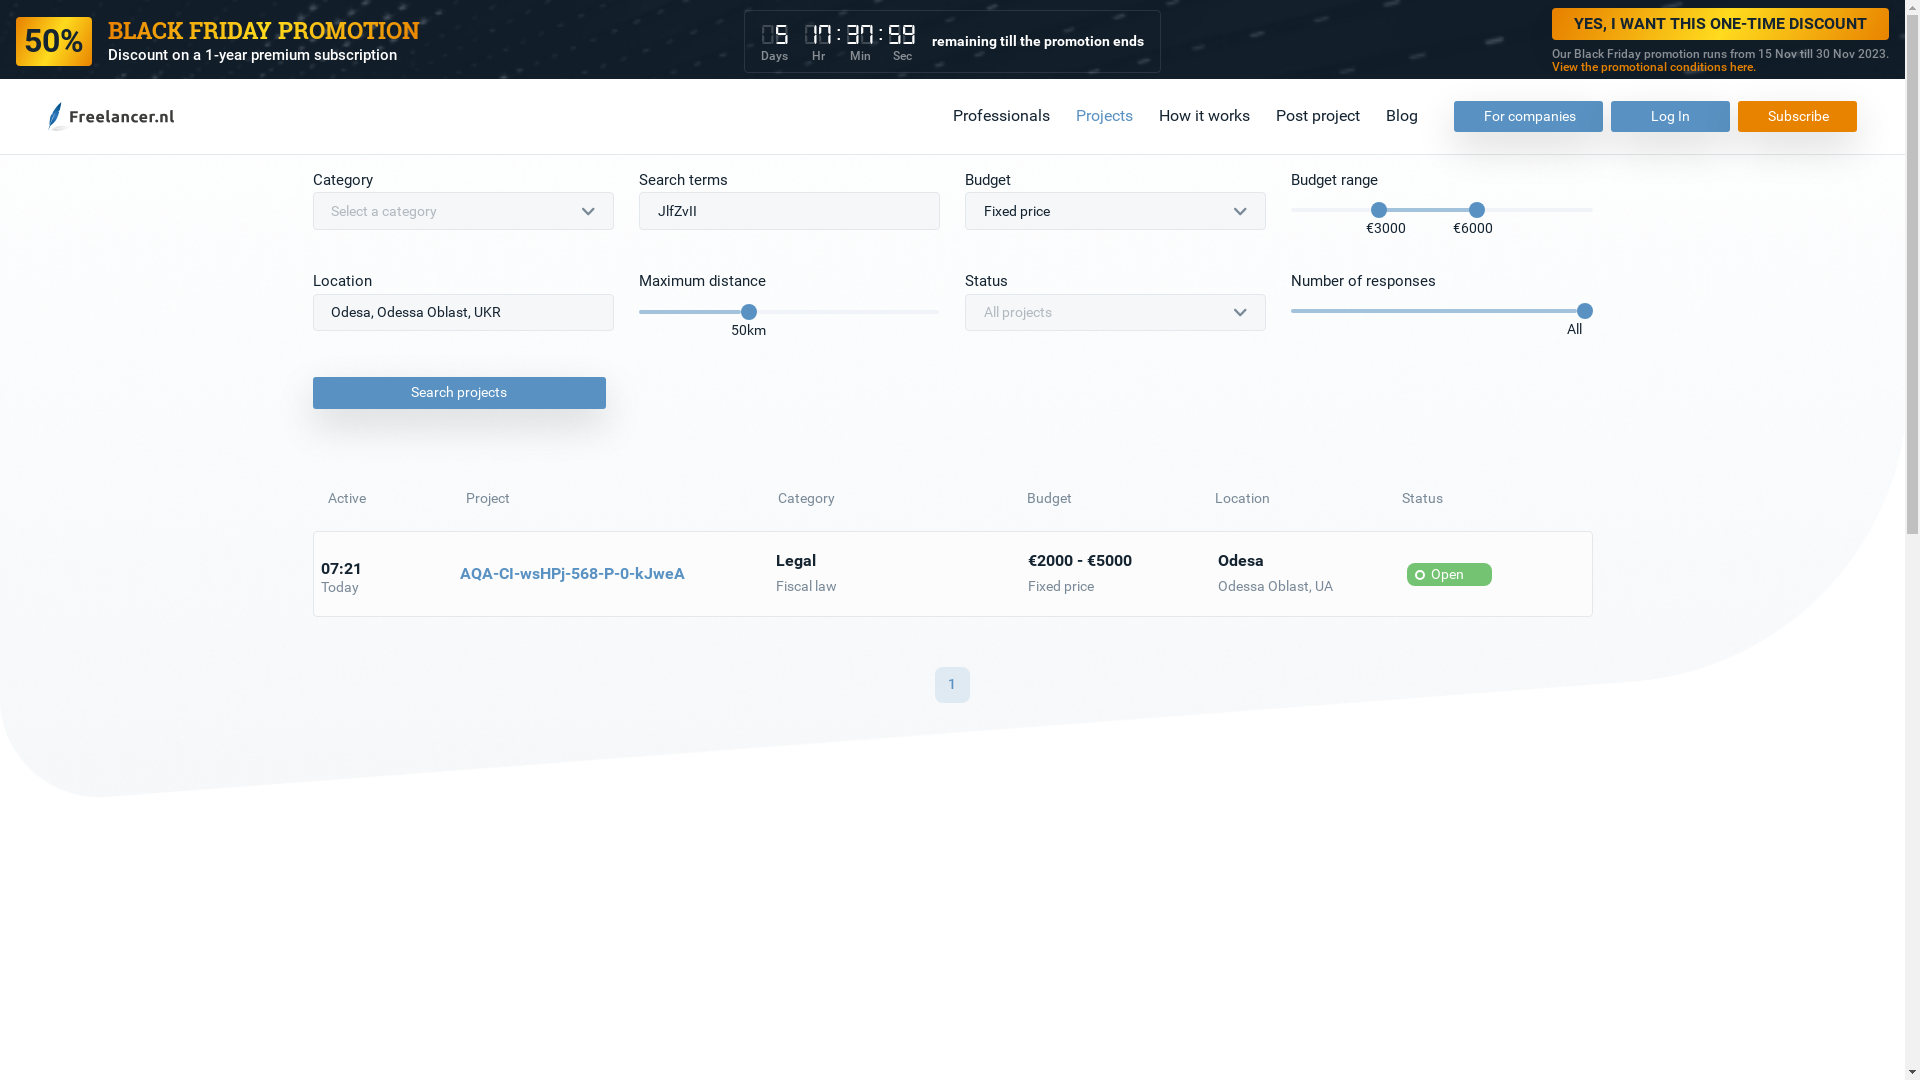 50%
BLACK FRIDAY PROMOTION
Discount on a 1-year premium subscription
5 17:37:59
Days Hr Min Sec
remaining till the promotion ends
YES, I WANT THIS ONE-TIME DISCOUNT
Our Black Friday promotion runs from 15 Nov till 30 Nov 2023.
View the promotional conditions here.
Freelancer.nl
Professionals Projects How it works Post project Blog For companies Log In Subscribe
Category Search terms Budget Budget range
Select a category JlfZvII Fixed price
€3000 €6000
Location Maximum distance Status Number of responses
Odesa, Odessa Oblast, UKR All projects
50km All
Search projects
Active Project Category Budget Location Status
07:21 AQA-CI-wsHPj-568-P-0-kJweA Legal €2000 - €5000 Odesa Open
Today Fiscal law Fixed price Odessa Oblast, UA
1